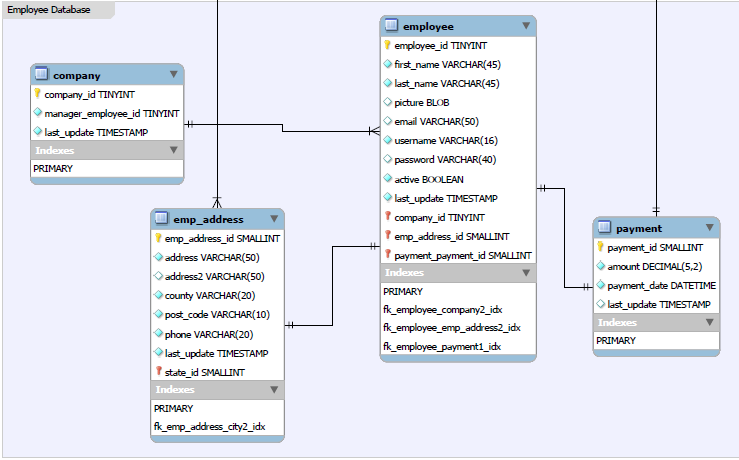 Employee Database
company
company_id TINYINT
manager_employee_id TINYINT
last_update TIMESTAMP
Indexes
PRIMARY
emp_address
emp_address_id SMALLINT
address VARCHAR(50)
address2 VARCHAR(50)
county VARCHAR(20)
post_code VARCHAR(10)
phone VARCHAR(20)
last_update TIMESTAMP
state_id SMALLINT
Indexes
PRIMARY
fk_emp_address_city2_idx
employee
employee_id TINYINT
first_name VARCHAR(45)
last_name VARCHAR(45)
picture BLOB
email VARCHAR(50)
username VARCHAR(16)
password VARCHAR(40)
active BOOLEAN
last_update TIMESTAMP
company_id TINYINT
emp_address_id SMALLINT
payment_payment_id SMALLINT
Indexes
PRIMARY
fk_employee_company2_idx
fk_employee_emp_address2_idx
fk_employee_payment1_idx
payment
payment_id SMALLINT
amount DECIMAL(5,2)
payment_date DATETIME
last_update TIMESTAMP
Indexes
PRIMARY